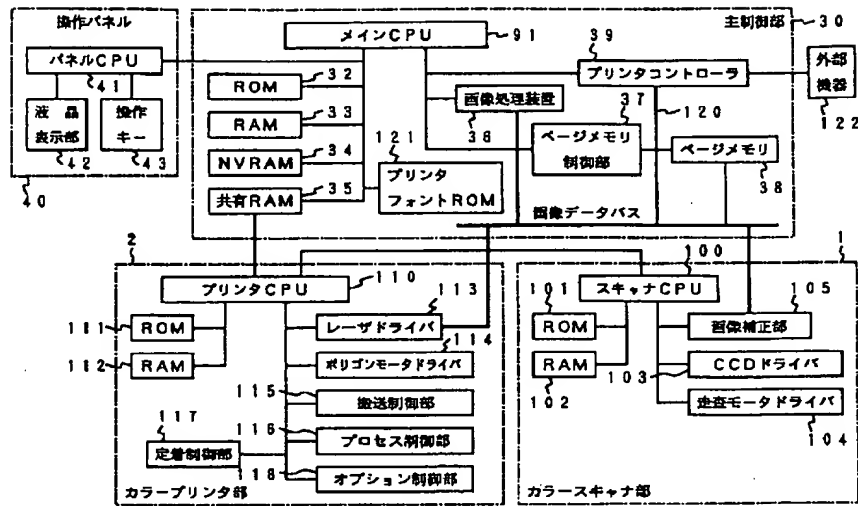 操作パネル
パネルCPU
41
液晶
表示部
42
操作
キー
43
40
主制御部
30
メインCPU
91
ROM
32
RAM
33
NVRAM
34
共有RAM
35
121
プリンタ
フォントROM
39
プリンタコントローラ
画像処理装置
36
37
ページメモリ
制御部
120
ページメモリ
38
画像データバス
外部
機器
122
2
プリンタCPU
110
111
ROM
112
RAM
113
レーザドライバ
114
ポリゴンモータドライバ
115
搬送制御部
116
プロセス制御部
117
定着制御部
118
オプション制御部
カラープリンタ部
1
100
スキャナCPU
101
ROM
RAM
102
105
画像補正部
CCDドライバ
103
走査モータドライバ
104
カラースキャナ部